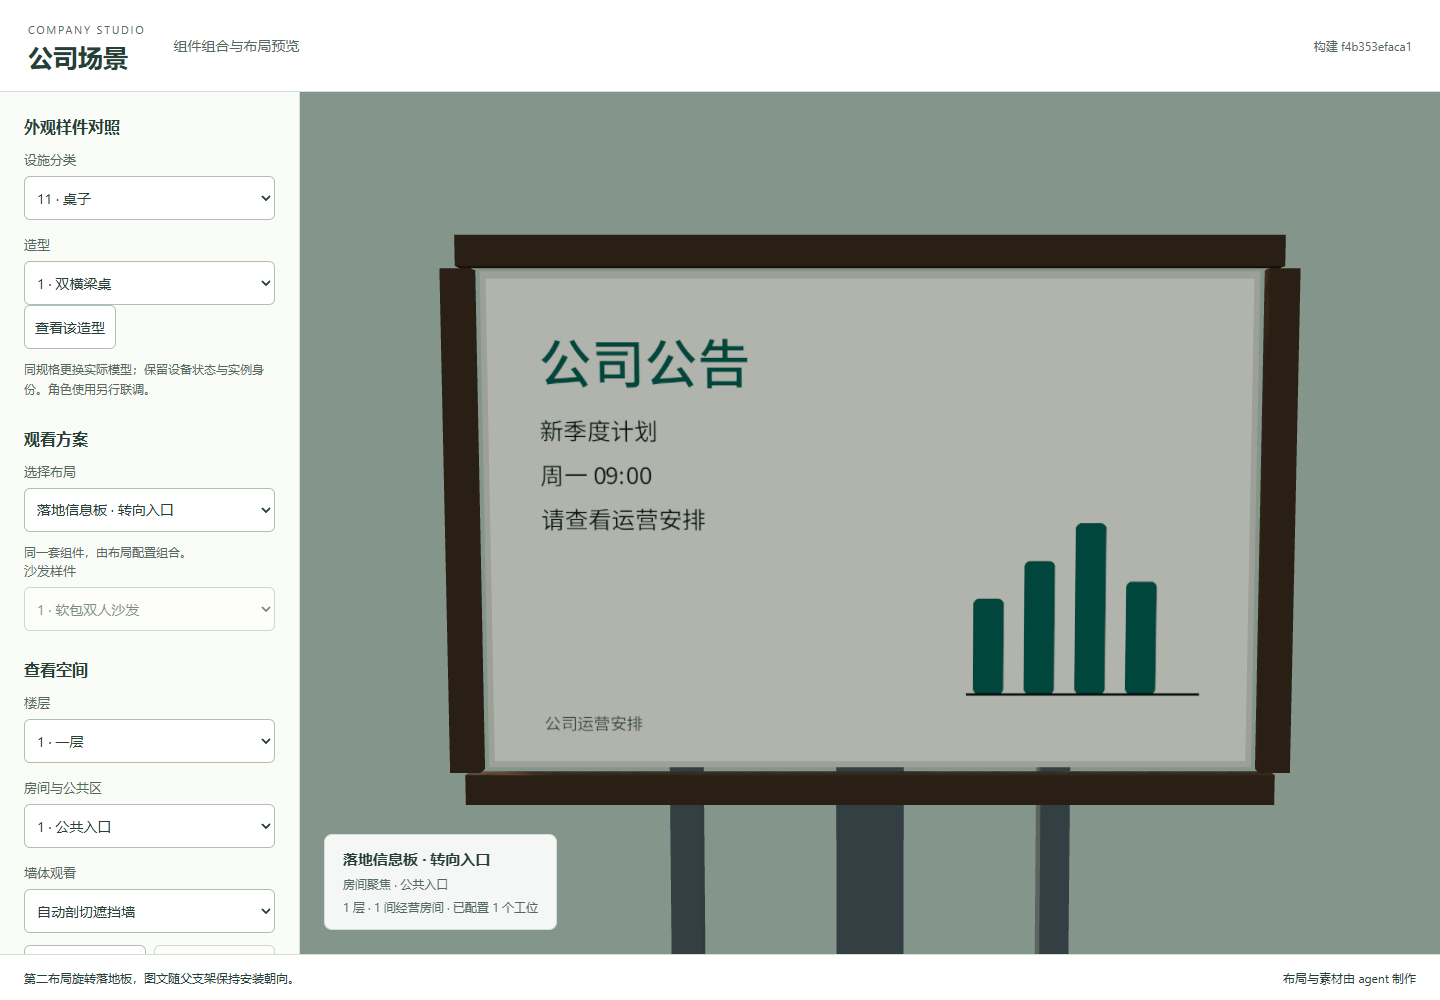 COMPANY STUDIO
公司场景
组件组合与布局预览
构建 f4b353efaca1
外观样件对照
设施分类
11 · 桌子
造型
1 · 双横梁桌
查看该造型
同规格更换实际模型；保留设备状态与实例身
份。角色使用另行联调。
观看方案
选择布局
落地信息板 · 转向入口
同一套组件，由布局配置组合。
沙发样件
1 · 软包双人沙发
查看空间
楼层
1 · 一层
房间与公共区
1 · 公共入口
墙体观看
自动剖切遮挡墙
公司公告
新季度计划
周一 09:00
请查看运营安排
公司运营安排
落地信息板 · 转向入口
房间聚焦 · 公共入口
1 层 · 1 间经营房间 · 已配置 1 个工位
第二布局旋转落地板，图文随父支架保持安装朝向。
布局与素材由 agent 制作